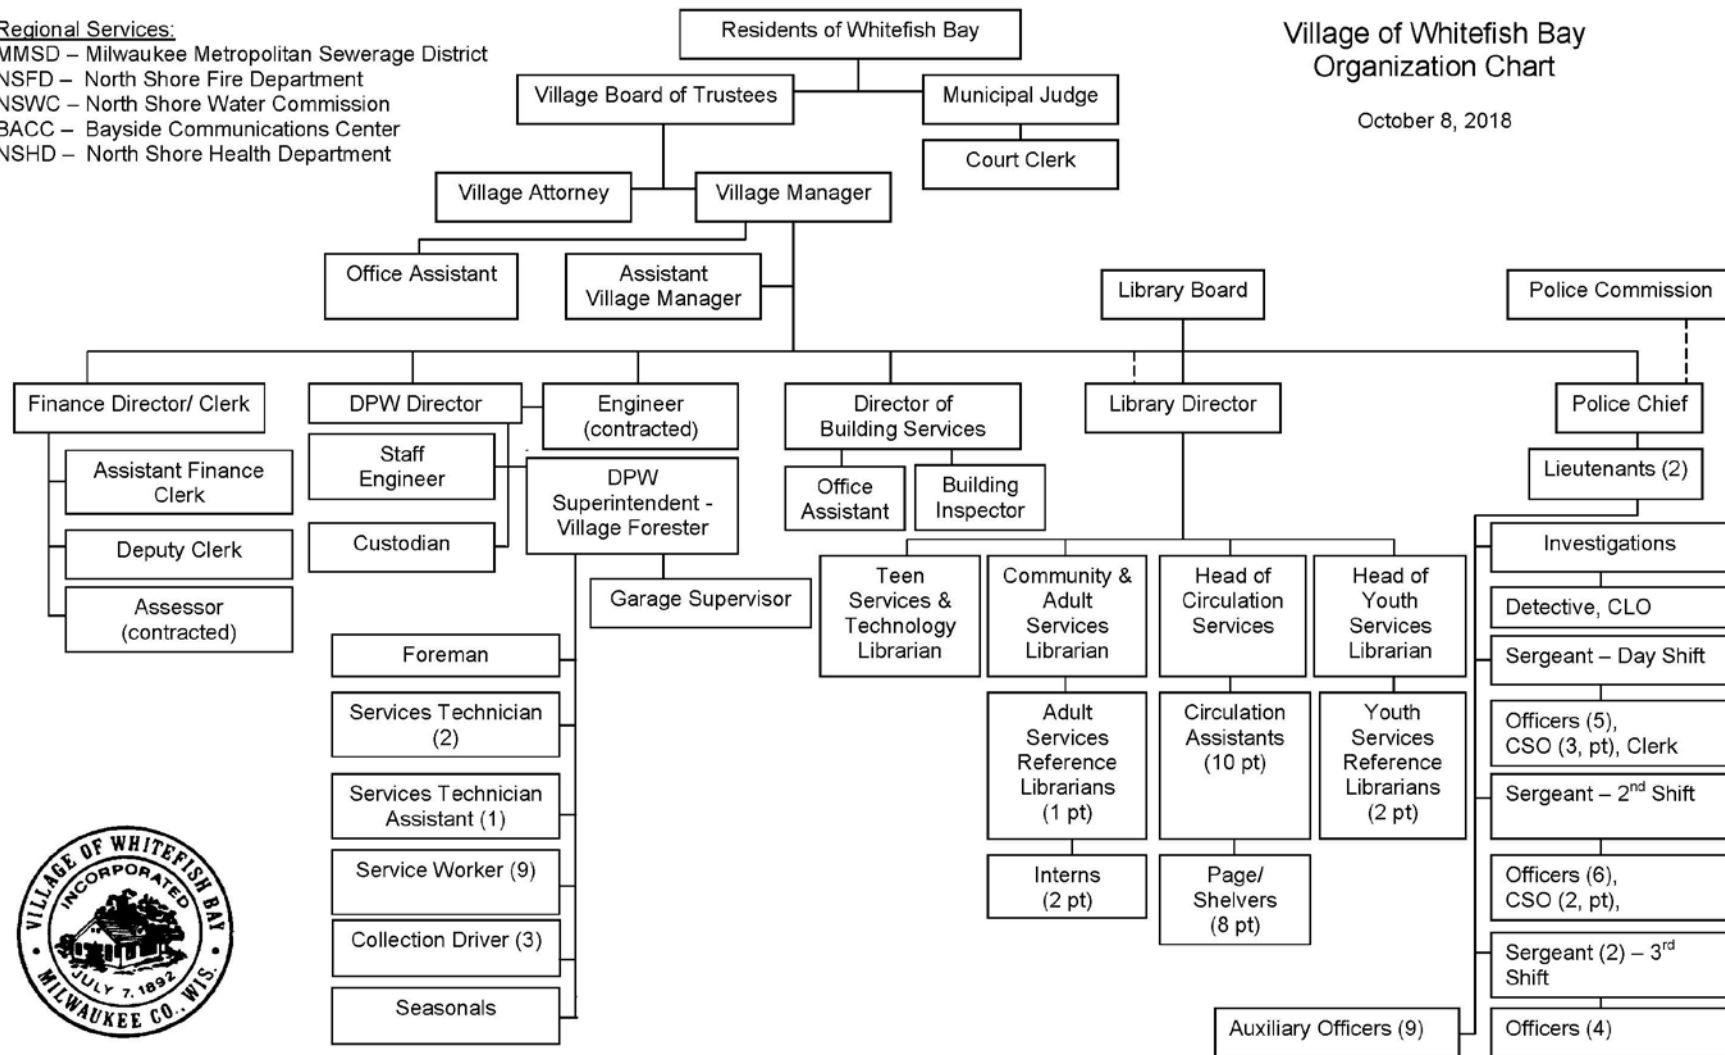 Regional Services:
MMSD – Milwaukee Metropolitan Sewerage District
NSFD – North Shore Fire Department
NSWC – North Shore Water Commission
BACC – Bayside Communications Center
NSHD – North Shore Health Department
Village of Whitefish Bay
Organization Chart
October 8, 2018
Residents of Whitefish Bay
Village Board of Trustees
Municipal Judge
Court Clerk
Village Attorney
Village Manager
Office Assistant
Assistant
Village Manager
Library Board
Police Commission
Finance Director/ Clerk
Assistant Finance
Clerk
Deputy Clerk
Assessor
(contracted)
DPW Director
Staff
Engineer
Custodian
Engineer
(contracted)
DPW
Superintendent -
Village Forester
Garage Supervisor
Foreman
Services Technician
(2)
Services Technician
Assistant (1)
Service Worker (9)
Collection Driver (3)
Seasonals
Director of
Building Services
Office
Assistant
Building
Inspector
Library Director
Teen
Services &
Technology
Librarian
Community &
Adult
Services
Librarian
Adult
Services
Reference
Librarians
(1 pt)
Interns
(2 pt)
Head of
Circulation
Services
Circulation
Assistants
(10 pt)
Page/
Shelvers
(8 pt)
Head of
Youth
Services
Librarian
Youth
Services
Reference
Librarians
(2 pt)
Police Chief
Lieutenants (2)
Investigations
Detective, CLO
Sergeant – Day Shift
Officers (5),
CSO (3, pt), Clerk
Sergeant – 2nd Shift
Officers (6),
CSO (2, pt),
Sergeant (2) – 3rd
Shift
Officers (4)
Auxiliary Officers (9)
VILLAGE OF WHITEFISH BAY
INCORPORATED
JULY 7, 1892
MILWAUKEE CO., WIS.